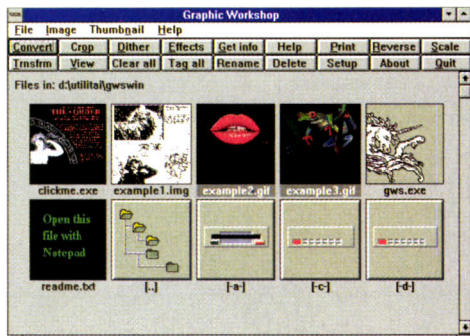 Graphic Workshop
File Image Thumbnail Help
Convert Crop Dither Effects Get info Help Print Reverse Scale
Trnsfrm View Clear all Tag all Rename Delete Setup About Quit
Files in: d:\utilitai\gwswin
clickme.exe example1.img example2.gif example3.gif gws.exe
Open this
file with
Notepad
readme.txt [..] [-a-] [-c-] [-d-]